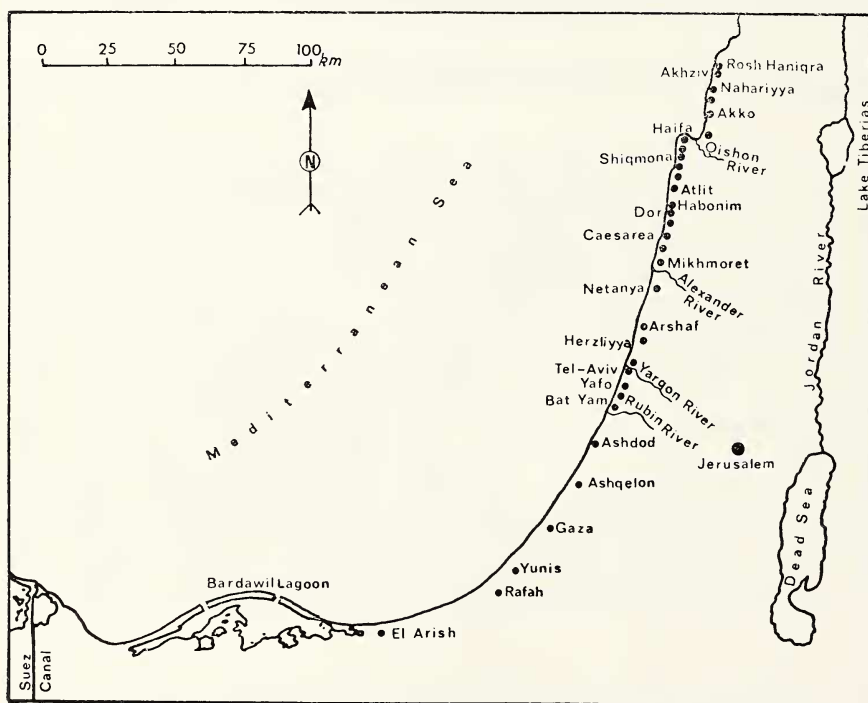 0 25 50 75 100 km
N
Mediterranean Sea
Rosh Haniqra
Akhziv
Nahariyya
Akko
Haifa
Qishon
River
Shiqmona
Atlit
Habonim
Dor
Caesarea
Mikhmoret
Alexander
River
Netanya
Arshaf
Herzliyya
Tel-Aviv
Yarqon River
Yafo
Bat Yam
Rubin River
Ashdod
Jerusalem
Ashqelon
Gaza
Yunis
Rafah
Bardawil Lagoon
El Arish
Suez
Canal
Lake Tiberias
Jordan River
Dead Sea